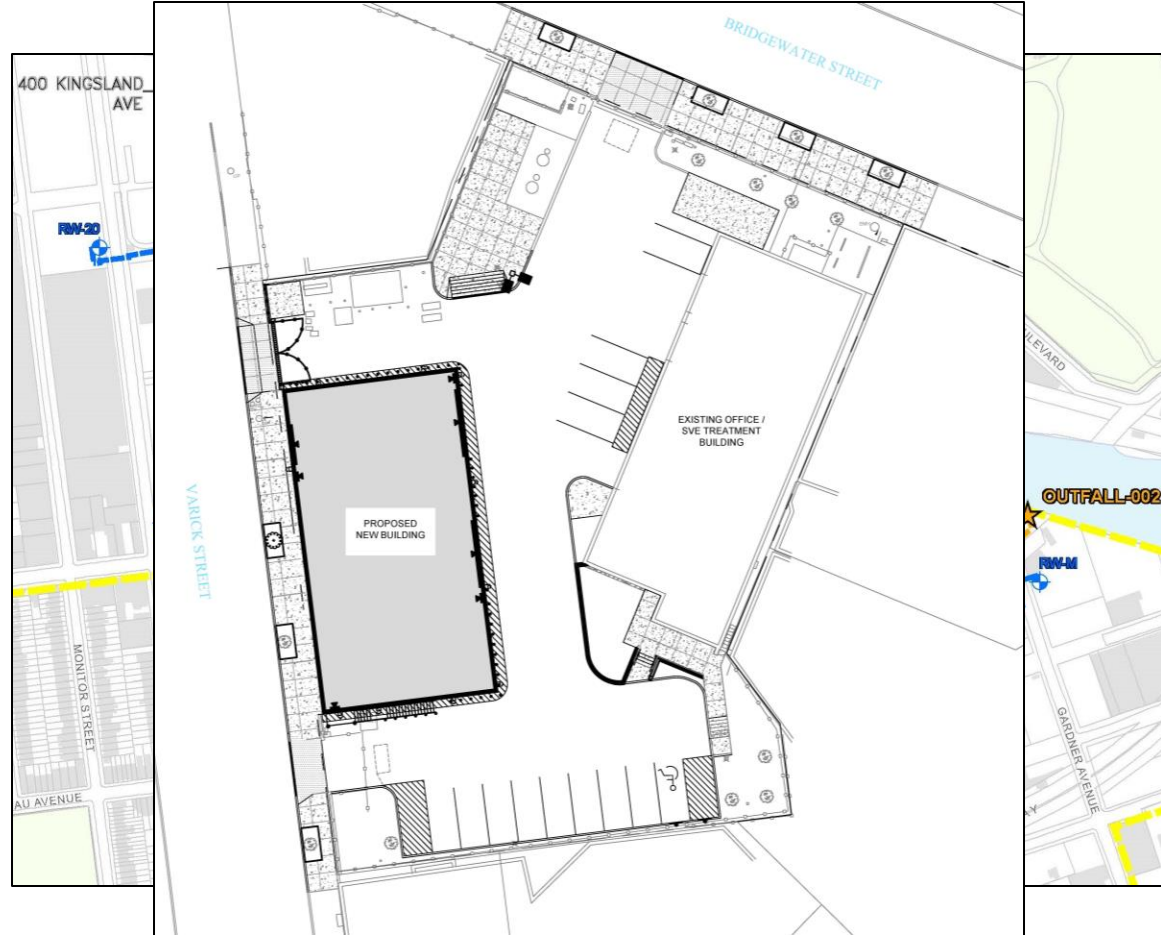 BRIDGEWATER STREET
400 KINGSLAND
AVE
RW-20
ULEVARD
EXISTING OFFICE /
SVE TREATMENT
BUILDING
OUTFALL-002
VARICK STREET
PROPOSED
NEW BUILDING
RW-M
MONITOR STREET
GARDNER AVENUE
AU AVENUE
Y